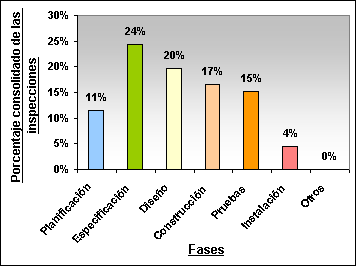 Porcentaje consolidado de las
inspecciones
30%
25%
20%
15%
10%
5%
0%
11%
24%
20%
17%
15%
4%
0%
Planificación
Especificación
Diseño
Construcción
Pruebas
Instalación
Otros
Fases